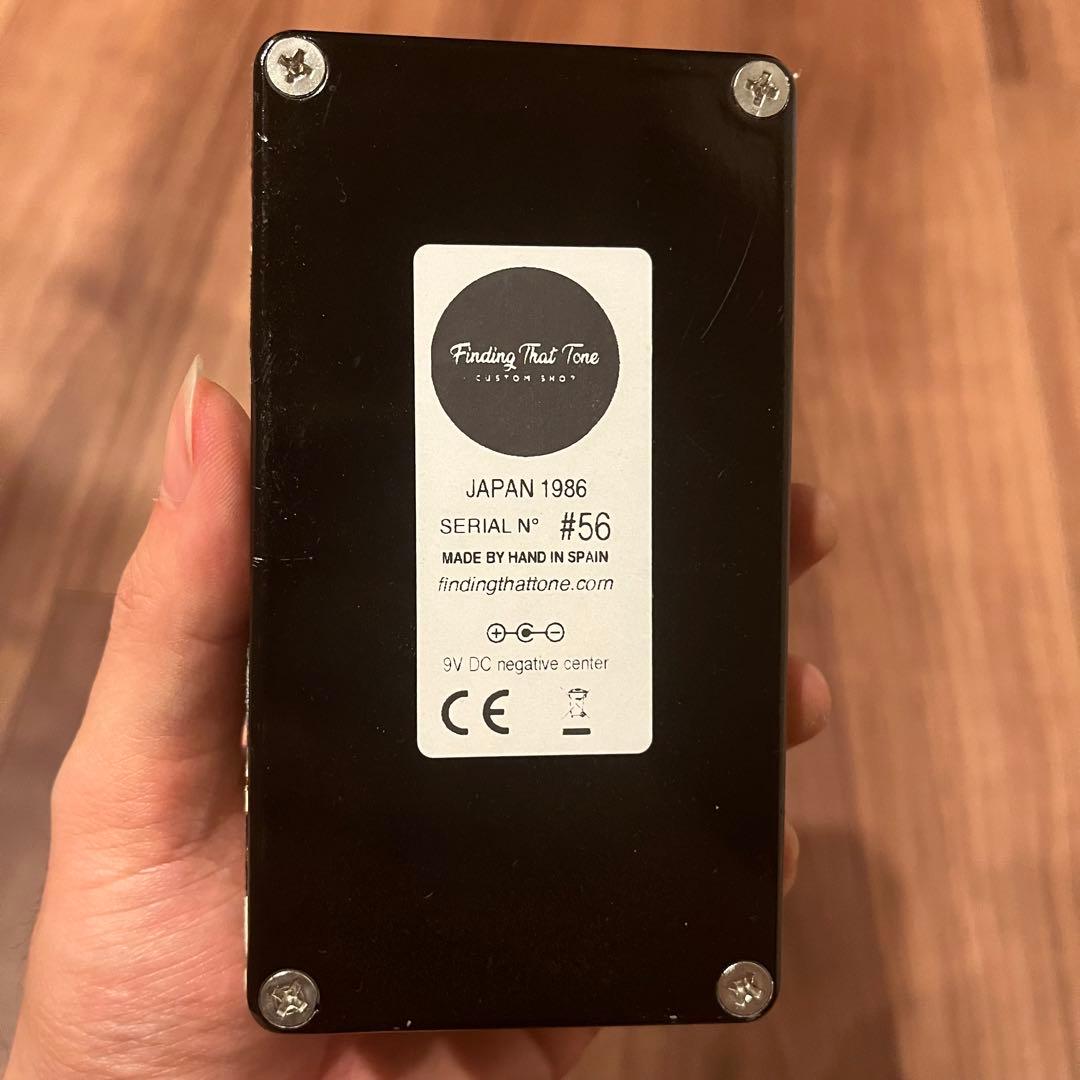 Finding That Tone
CUSTOM SHOP
JAPAN 1986
SERIAL Nº #56
MADE BY HAND IN SPAIN
findingthattone.com
9V DC negative center
CE